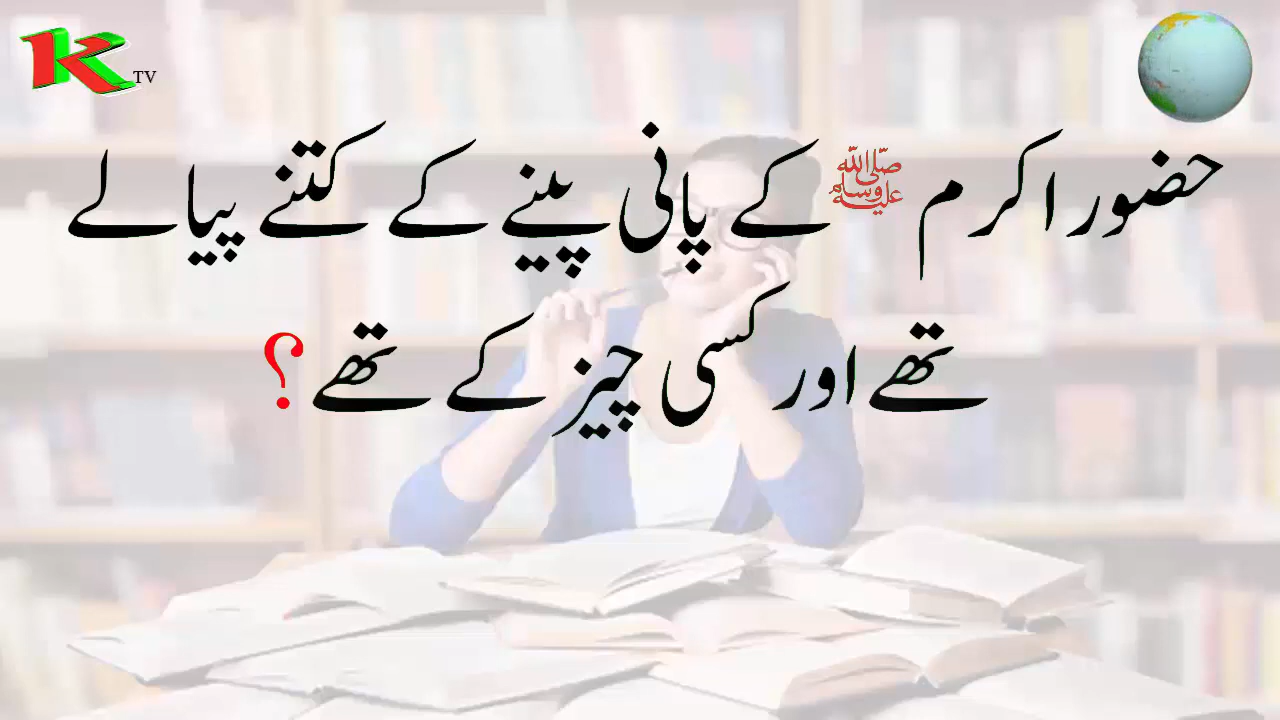 K TV
حضور اکرم ﷺ کے پانی پینے کے کتنے پیالے
تھے اور کسی چیز کے تھے ؟